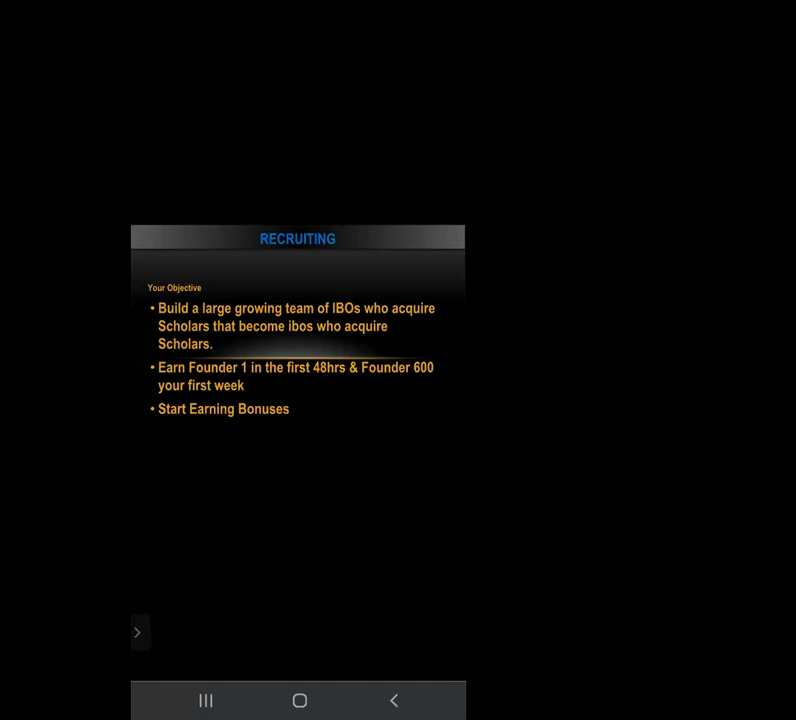 RECRUITING
Your Objective
• Build a large growing team of IBOs who acquire
Scholars that become ibos who acquire
Scholars.
• Earn Founder 1 in the first 48hrs & Founder 600
your first week
• Start Earning Bonuses